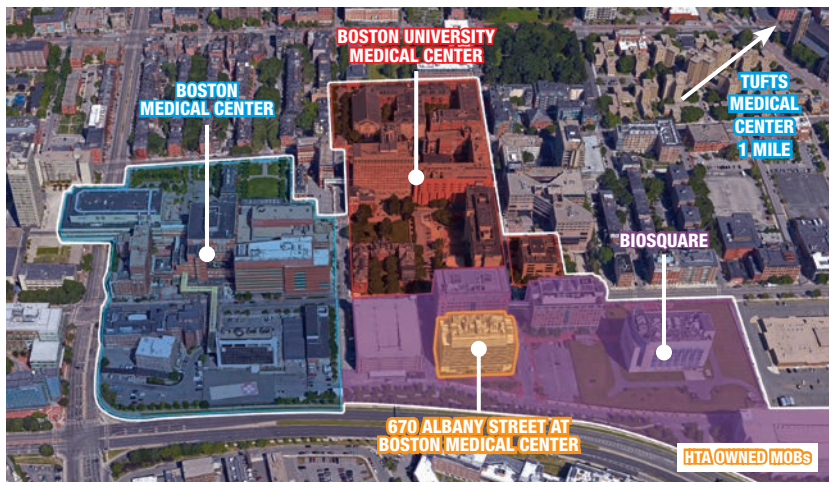 BOSTON UNIVERSITY
MEDICAL CENTER
BOSTON
MEDICAL CENTER
TUFTS
MEDICAL
CENTER
1 MILE
BIOSQUARE
670 ALBANY STREET AT
BOSTON MEDICAL CENTER
HTA OWNED MOBs